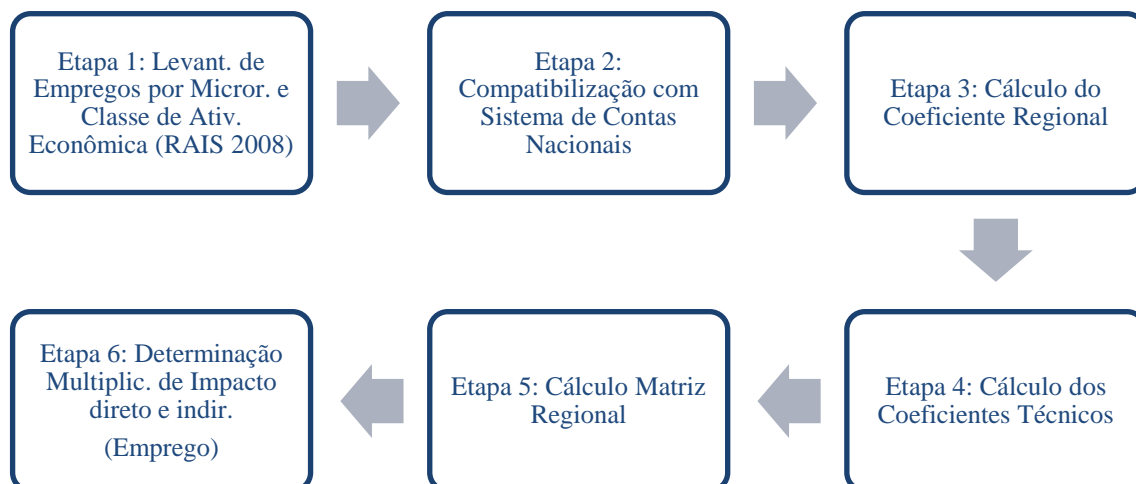 Etapa 1: Levant. de
Empregos por Micror. e
Classe de Ativ.
Econômica (RAIS 2008)
Etapa 2:
Compatibilização com
Sistema de Contas
Nacionais
Etapa 3: Cálculo do
Coeficiente Regional
Etapa 4: Cálculo dos
Coeficientes Técnicos
Etapa 5: Cálculo Matriz
Regional
Etapa 6: Determinação
Multiplic. de Impacto
direto e indir.
(Emprego)